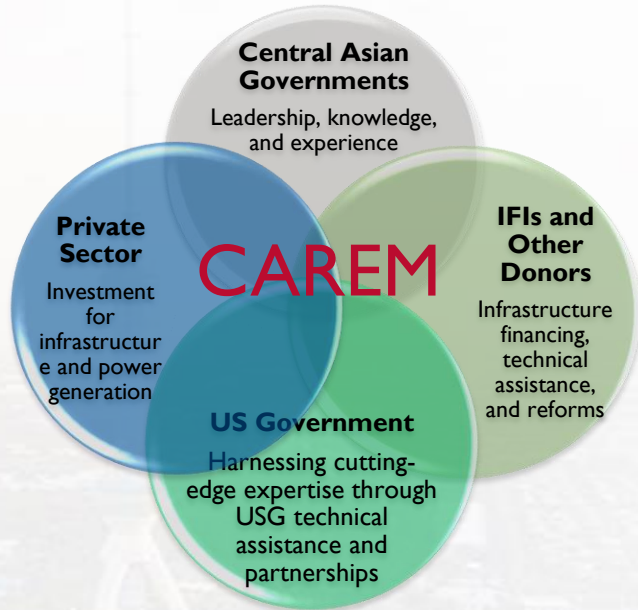 Central Asian
Governments
Leadership, knowledge,
and experience
Private
Sector
Investment
for
infrastructur
e and power
generation
CAREM
IFIs and
Other
Donors
Infrastructure
financing,
technical
assistance,
and reforms
US Government
Harnessing cutting-
edge expertise through
USG technical
assistance and
partnerships